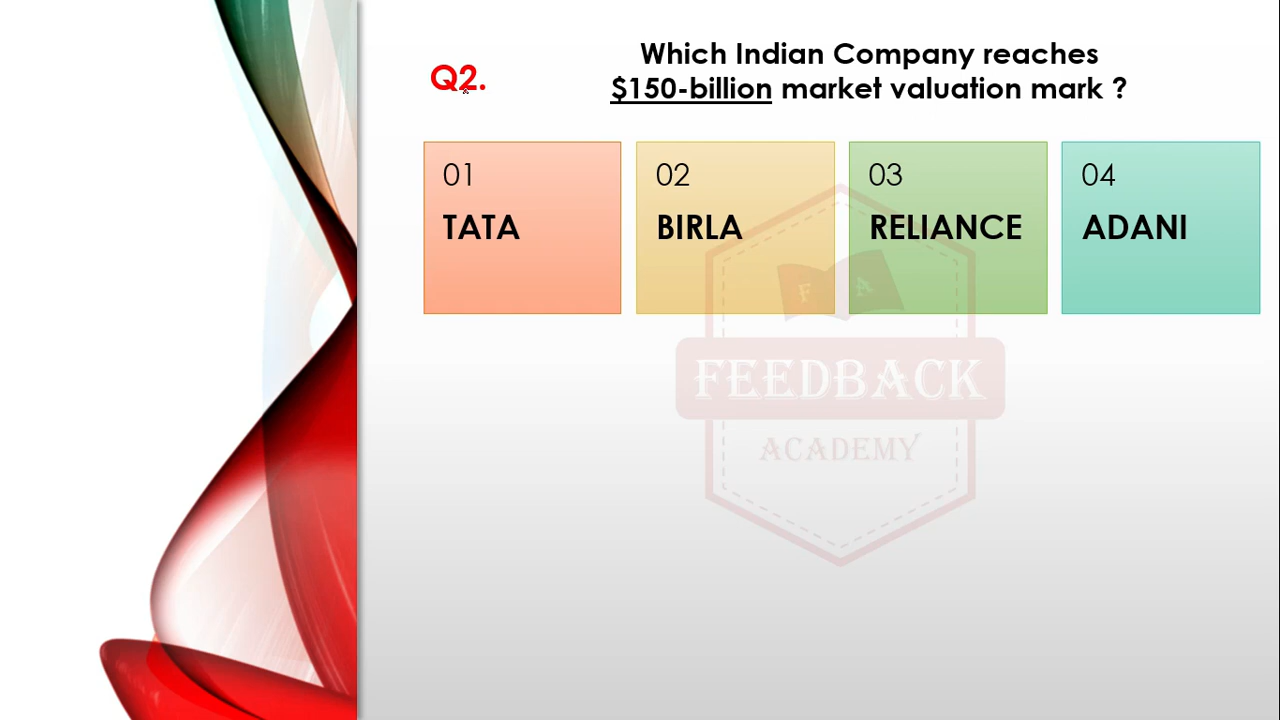 Q2.
Which Indian Company reaches
$150-billion market valuation mark ?
01
TATA
02
BIRLA
03
RELIANCE
04
ADANI
F A
FEEDBACK
ACADEMY